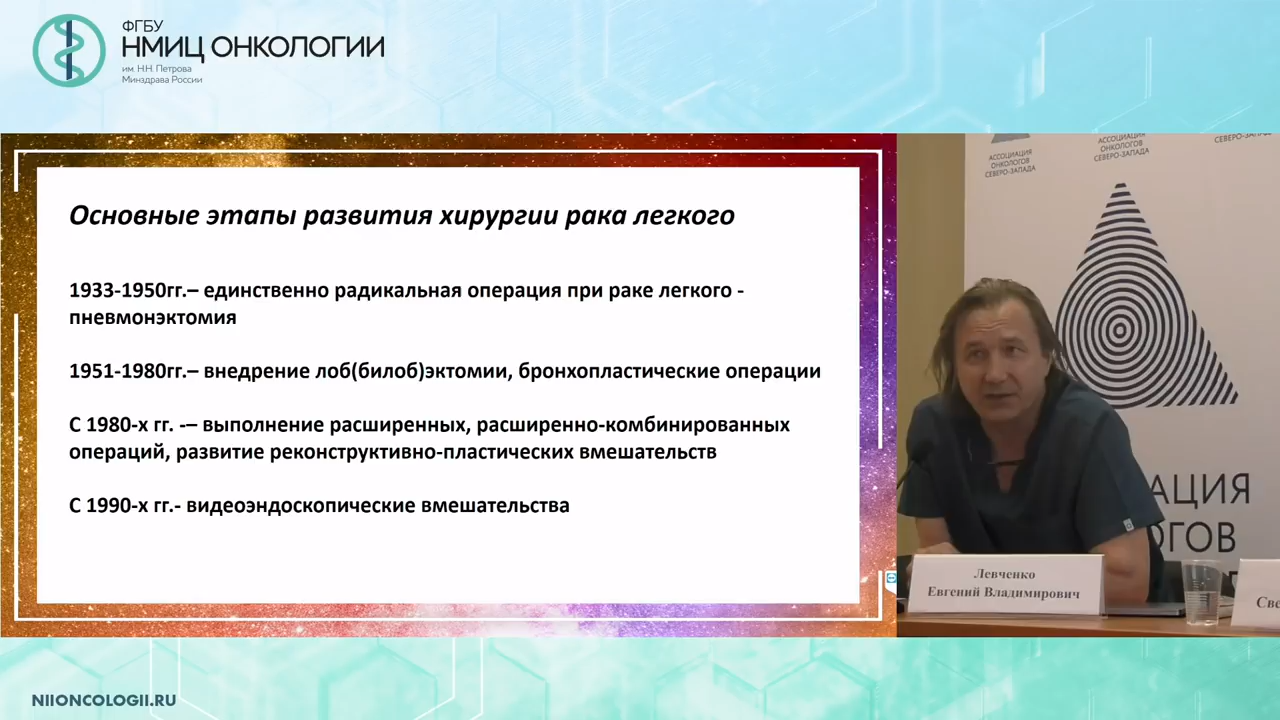 ФГБУ
НМИЦ ОНКОЛОГИИ
им. Н.Н. Петрова
Минздрава России
Основные этапы развития хирургии рака легкого
1933-1950гг.– единственно радикальная операция при раке легкого -
пневмонэктомия
1951-1980гг.– внедрение лоб(билоб)эктомии, бронхопластические операции
С 1980-х гг. -– выполнение расширенных, расширенно-комбинированных
операций, развитие реконструктивно-пластических вмешательств
С 1990-х гг.- видеоэндоскопические вмешательства
АССОЦИАЦИЯ
ОНКОЛОГОВ
СЕВЕРО-ЗАПАДА
АССОЦИАЦИЯ
ОНКОЛОГОВ
СЕВЕРО-ЗАПАДА
СЕВЕРО-ЗАПА
АЦИЯ
ОГОВ
Левченко
Евгений Владимирович
Све
NIIONCOLOGII.RU